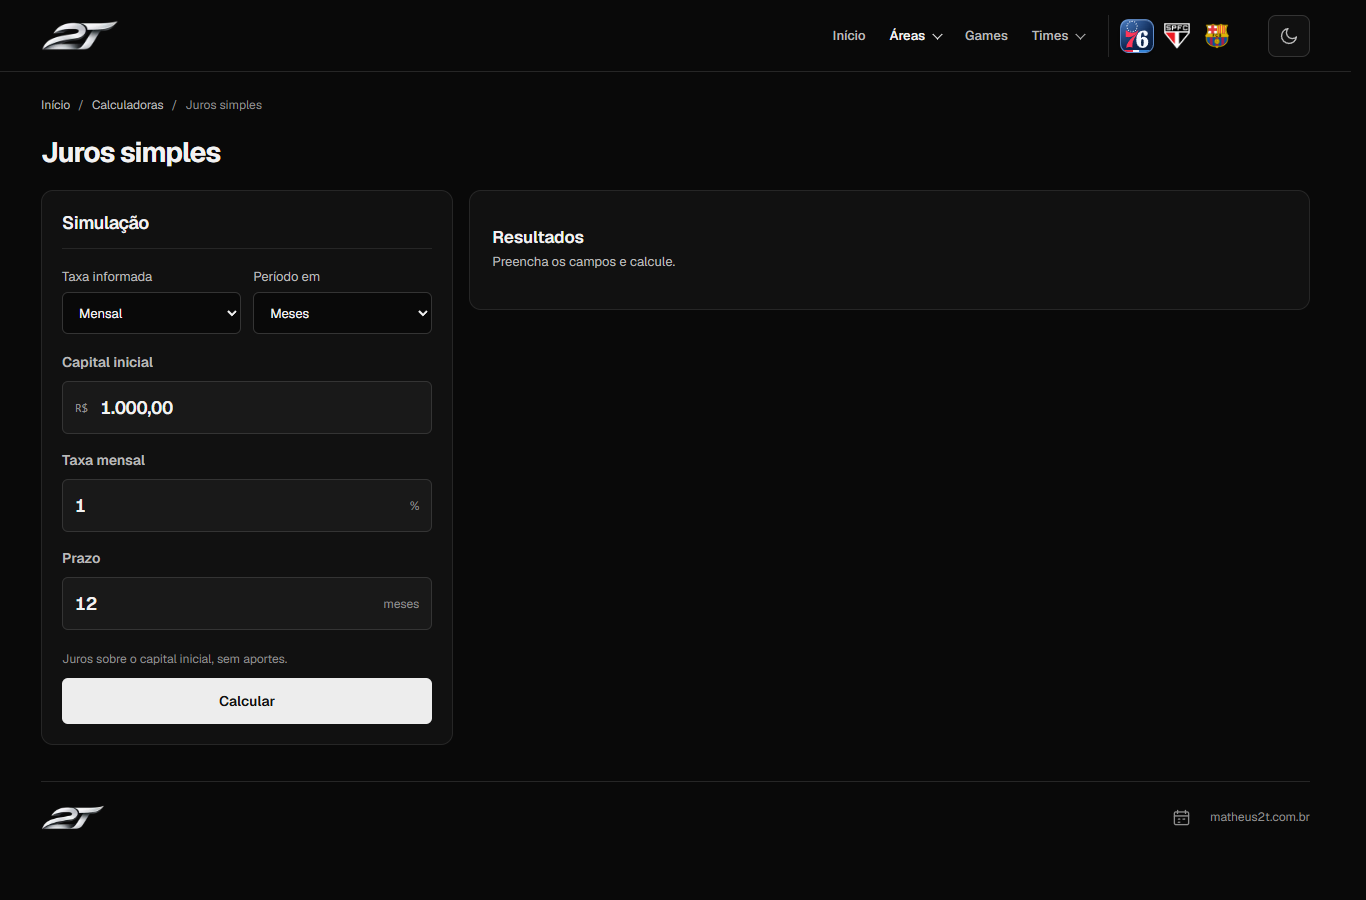 2T
Início
Áreas
Games
Times
76
SPFC
Início / Calculadoras / Juros simples
Juros simples
Simulação
Taxa informada
Período em
Mensal
Meses
Capital inicial
R$ 1.000,00
Taxa mensal
1 %
Prazo
12 meses
Juros sobre o capital inicial, sem aportes.
Calcular
Resultados
Preencha os campos e calcule.
2T
matheus2t.com.br